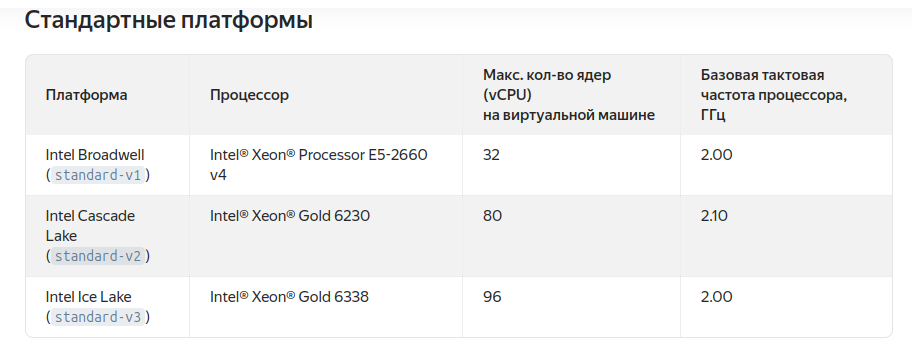 Стандартные платформы
Платформа
Процессор
Макс. кол-во ядер
(vCPU)
на виртуальной машине
Базовая тактовая
частота процессора,
ГГц
Intel Broadwell
(standard-v1)
Intel® Xeon® Processor E5-2660
v4
32
2.00
Intel Cascade
Lake
(standard-v2)
Intel® Xeon® Gold 6230
80
2.10
Intel Ice Lake
(standard-v3)
Intel® Xeon® Gold 6338
96
2.00